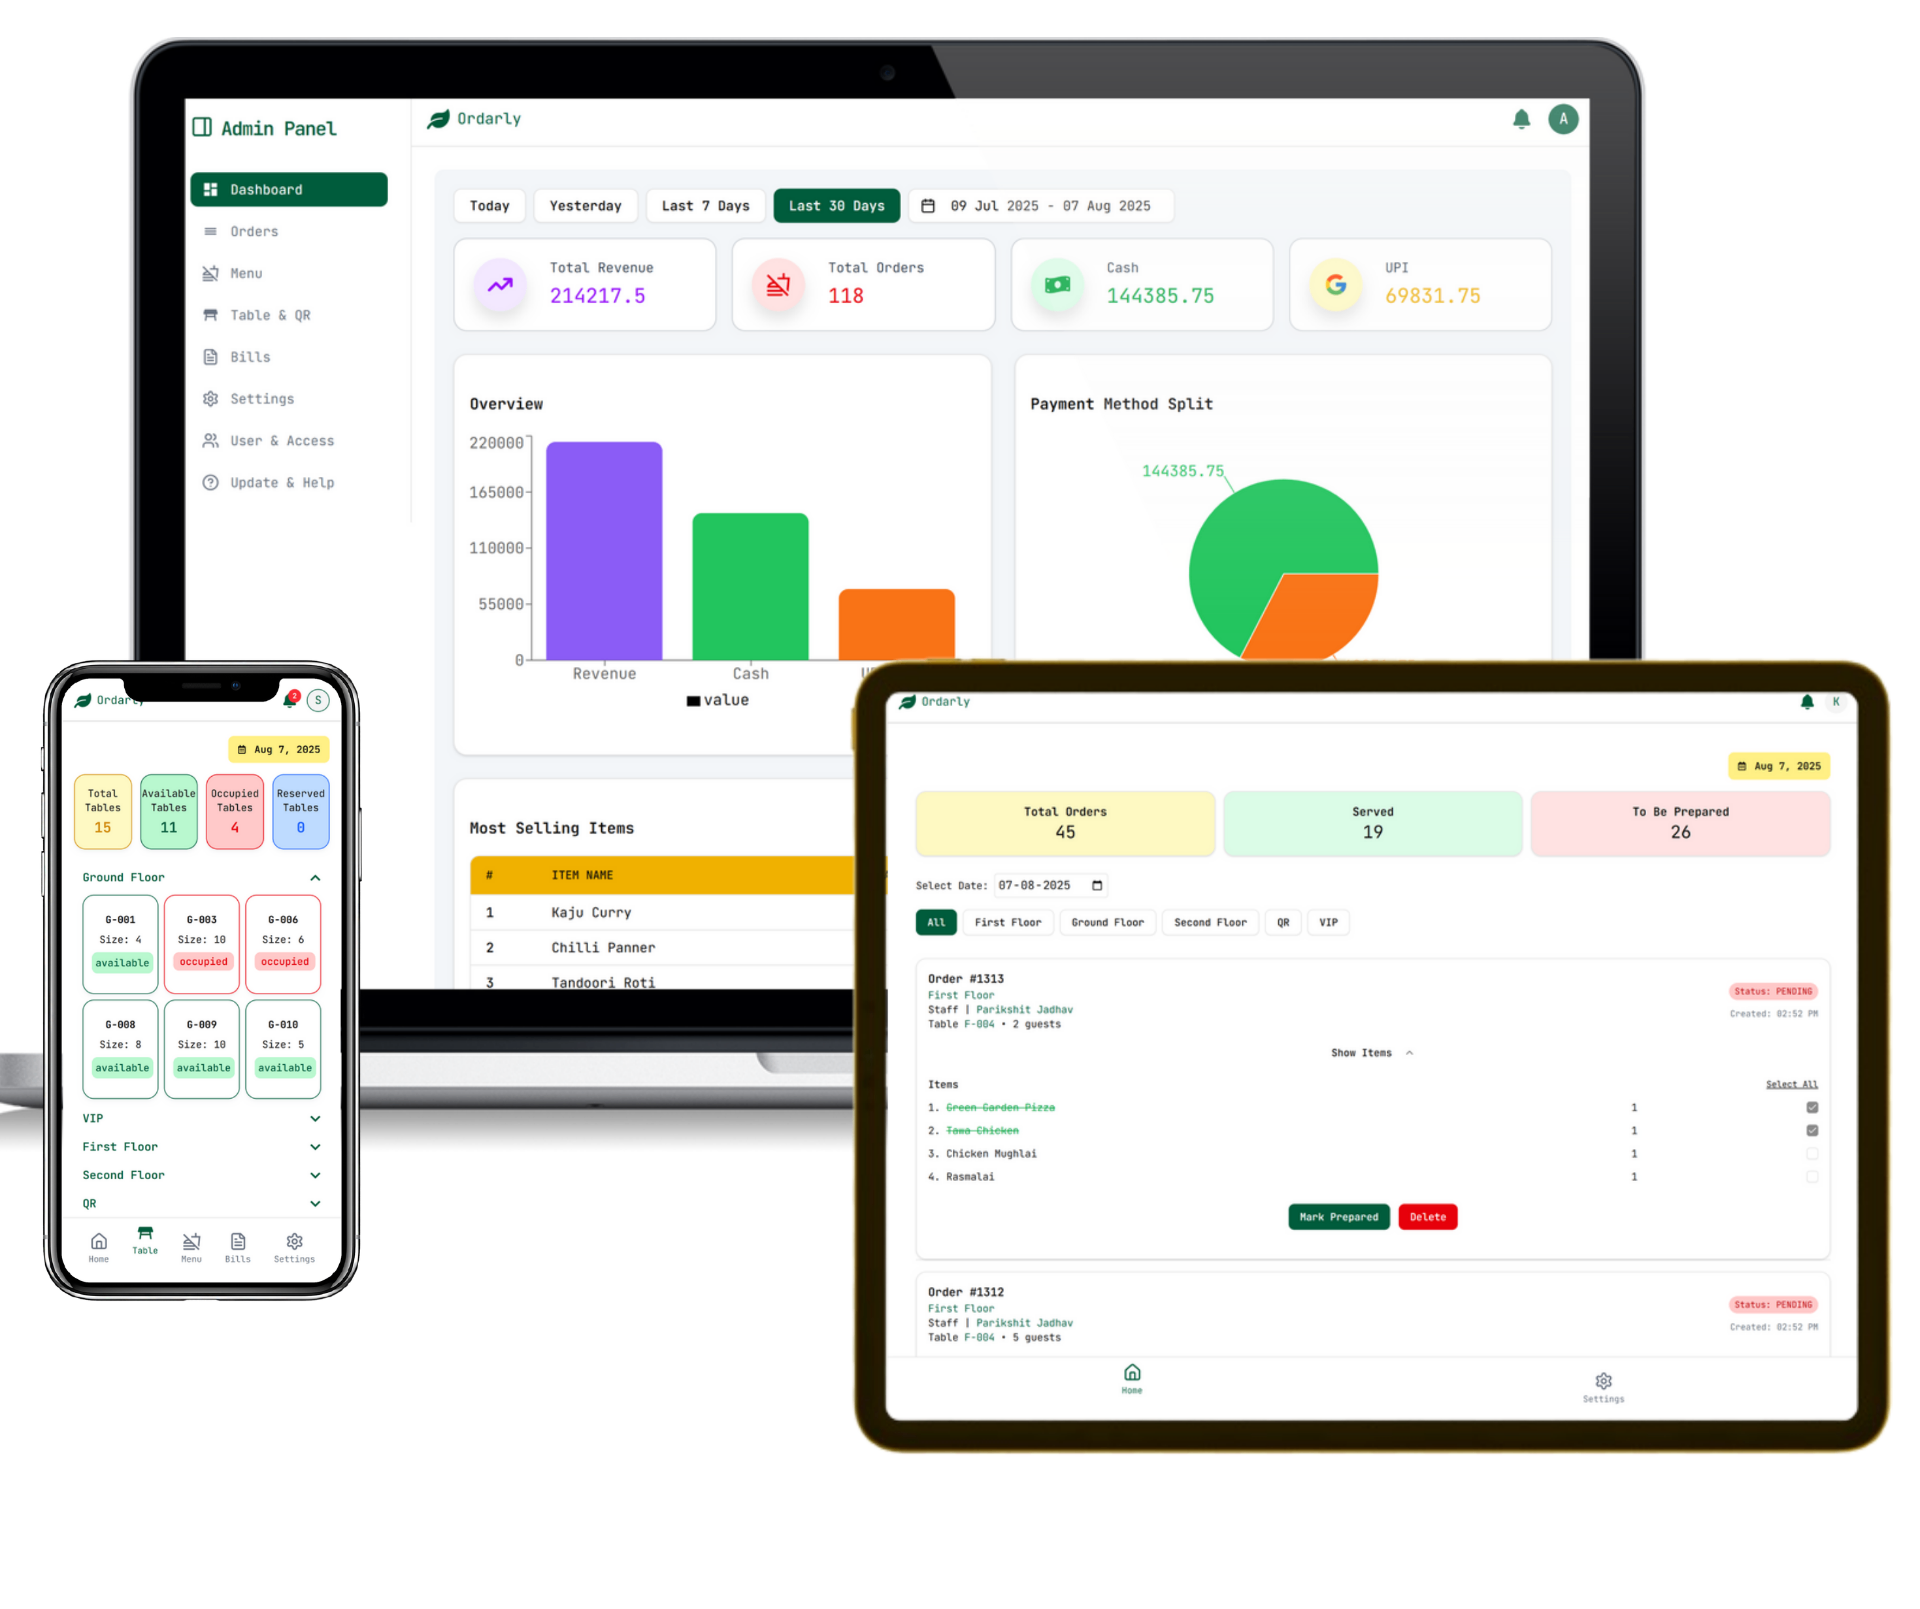 Admin Panel
Dashboard
Orders
Menu
Table & QR
Bills
Settings
User & Access
Update & Help
Ordarly
A
Today
Yesterday
Last 7 Days
Last 30 Days
09 Jul 2025 - 07 Aug 2025
Total Revenue
214217.5
Total Orders
118
Cash
144385.75
UPI
69831.75
Overview
220000
165000
110000
55000
0
Revenue
Cash
value
Payment Method Split
144385.75
Most Selling Items
# ITEM NAME
1 Kaju Curry
2 Chilli Panner
3 Tandoori Roti
Ordarly
2
S
Aug 7, 2025
Total
Tables
15
Available
Tables
11
Occupied
Tables
4
Reserved
Tables
0
Ground Floor
G-001
Size: 4
available
G-003
Size: 10
occupied
G-006
Size: 6
occupied
G-008
Size: 8
available
G-009
Size: 10
available
G-010
Size: 5
available
VIP
First Floor
Second Floor
QR
Home
Table
Menu
Bills
Settings
Ordarly
K
Aug 7, 2025
Total Orders
45
Served
19
To Be Prepared
26
Select Date: 07-08-2025
All
First Floor
Ground Floor
Second Floor
QR
VIP
Order #1313
First Floor
Staff | Parikshit Jadhav
Table F-004 • 2 guests
Status: PENDING
Created: 02:52 PM
Show Items
Items
Select All
1. Green Garden Pizza 1
2. Tawa Chicken 1
3. Chicken Mughlai 1
4. Rasmalai 1
Mark Prepared
Delete
Order #1312
First Floor
Staff | Parikshit Jadhav
Table F-004 • 5 guests
Status: PENDING
Created: 02:52 PM
Home
Settings